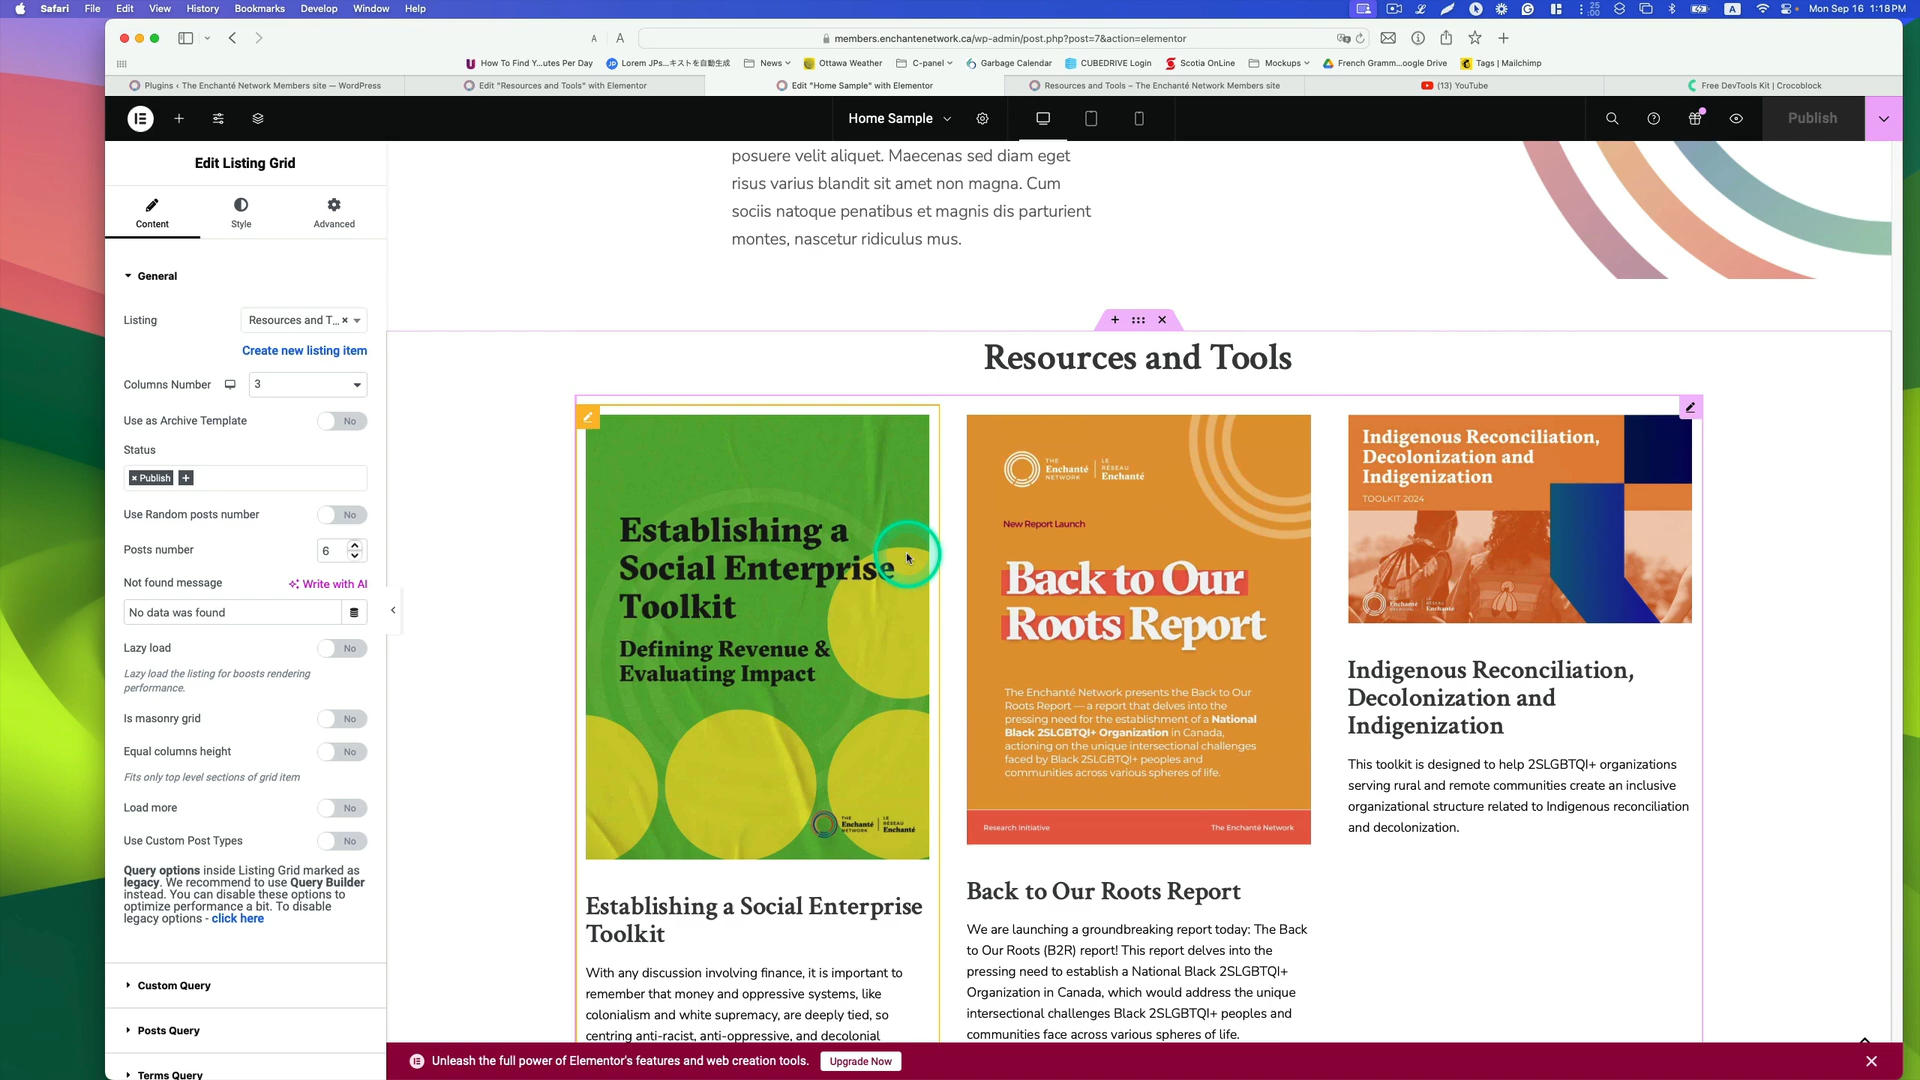 Safari File Edit View History Bookmarks Develop Window Help
Mon Sep 16 1:18 PM
A A members.enchantenetwork.ca/wp-admin/post.php?post=7&action=elementor
How To Find Y...utes Per Day Lorem JPs...キストを自動生成 News Ottawa Weather C-panel Garbage Calendar CUBEDRIVE Login Scotia OnLine Mockups French Gramm...oogle Drive Tags | Mailchimp
Plugins ‹ The Enchanté Network Members site — WordPress
Edit "Resources and Tools" with Elementor
Edit "Home Sample" with Elementor
Resources and Tools – The Enchanté Network Members site
(13) YouTube
Free DevTools Kit | Crocoblock
Home Sample
Publish
Edit Listing Grid
Content Style Advanced
General
Listing Resources and T... ×
Create new listing item
Columns Number 3
Use as Archive Template No
Status
× Publish +
Use Random posts number No
Posts number 6
Not found message Write with AI
No data was found
Lazy load No
Lazy load the listing for boosts rendering
performance.
Is masonry grid No
Equal columns height No
Fits only top level sections of grid item
Load more No
Use Custom Post Types No
Query options inside Listing Grid marked as
legacy. We recommend to use Query Builder
instead. You can disable these options to
optimize performance a bit. To disable
legacy options - click here
Custom Query
Posts Query
Terms Query
posuere velit aliquet. Maecenas sed diam eget
risus varius blandit sit amet non magna. Cum
sociis natoque penatibus et magnis dis parturient
montes, nascetur ridiculus mus.
Resources and Tools
Establishing a
Social Enterprise
Toolkit
Defining Revenue &
Evaluating Impact
THE Enchanté NETWORK | LE RÉSEAU Enchanté
Establishing a Social Enterprise
Toolkit
With any discussion involving finance, it is important to
remember that money and oppressive systems, like
colonialism and white supremacy, are deeply tied, so
centring anti-racist, anti-oppressive, and decolonial
THE Enchanté NETWORK | LE RÉSEAU Enchanté
New Report Launch
Back to Our
Roots Report
The Enchanté Network presents the Back to Our
Roots Report — a report that delves into the
pressing need for the establishment of a National
Black 2SLGBTQI+ Organization in Canada,
actioning on the unique intersectional challenges
faced by Black 2SLGBTQI+ peoples and
communities across various spheres of life.
Research Initiative The Enchanté Network
Back to Our Roots Report
We are launching a groundbreaking report today: The Back
to Our Roots (B2R) report! This report delves into the
pressing need to establish a National Black 2SLGBTQI+
Organization in Canada, which would address the unique
intersectional challenges Black 2SLGBTQI+ peoples and
communities face across various spheres of life.
Indigenous Reconciliation,
Decolonization and
Indigenization
TOOLKIT 2024
Indigenous Reconciliation,
Decolonization and
Indigenization
This toolkit is designed to help 2SLGBTQI+ organizations
serving rural and remote communities create an inclusive
organizational structure related to Indigenous reconciliation
and decolonization.
Unleash the full power of Elementor's features and web creation tools. Upgrade Now